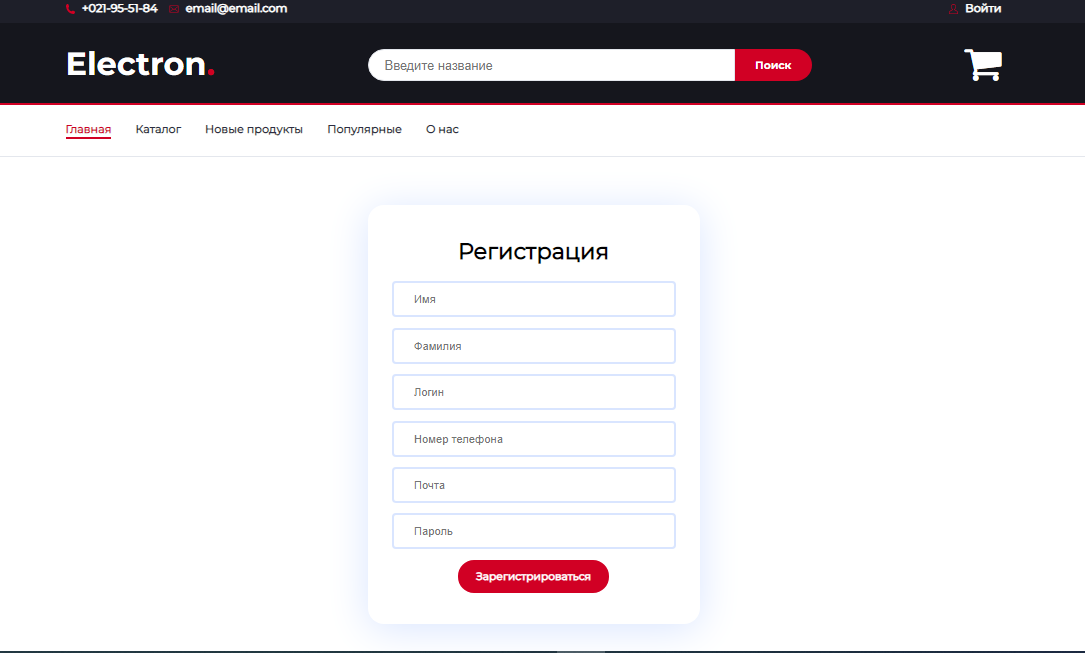 +021-95-51-84 email@email.com Войти
Electron.
Введите название Поиск
Главная Каталог Новые продукты Популярные О нас
Регистрация
Имя
Фамилия
Логин
Номер телефона
Почта
Пароль
Зарегистрироваться